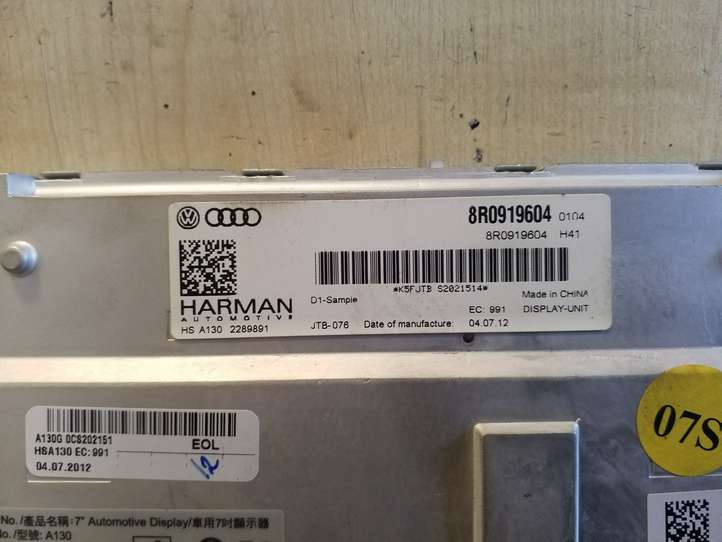 8R0919604 0104
8R0919604 H41
*K5FJTB S2021514*
D1-Sample
Made in CHINA
HARMAN
AUTOMOTIVE
EC: 991 DISPLAY-UNIT
HS A130 2289891 JTB-076 Date of manufacture: 04.07.12
07S
A130G 0CS202151 EOL
HSA130 EC:991
04.07.2012
12
No./產品名稱:7" Automotive Display/車用7吋顯示器
No./型號: A130